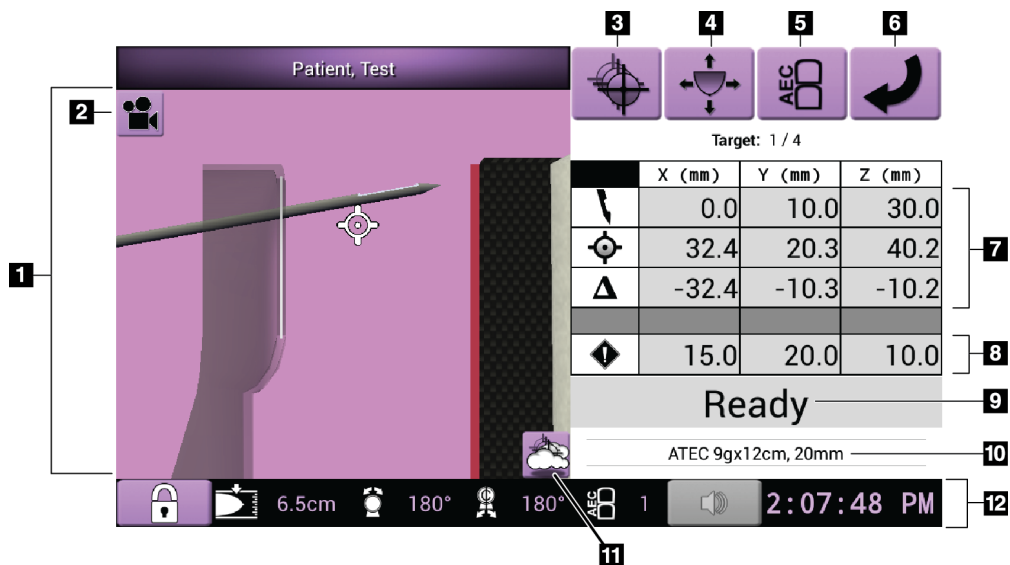 3 4 5 6
Patient, Test
AEC
1
2
Target: 1 / 4
X (mm) Y (mm) Z (mm)
0.0 10.0 30.0
32.4 20.3 40.2
Δ -32.4 -10.3 -10.2
7
! 15.0 20.0 10.0
8
Ready
9
ATEC 9gx12cm, 20mm
10
6.5cm 180° C 180° AEC 1 2:07:48 PM
12
11